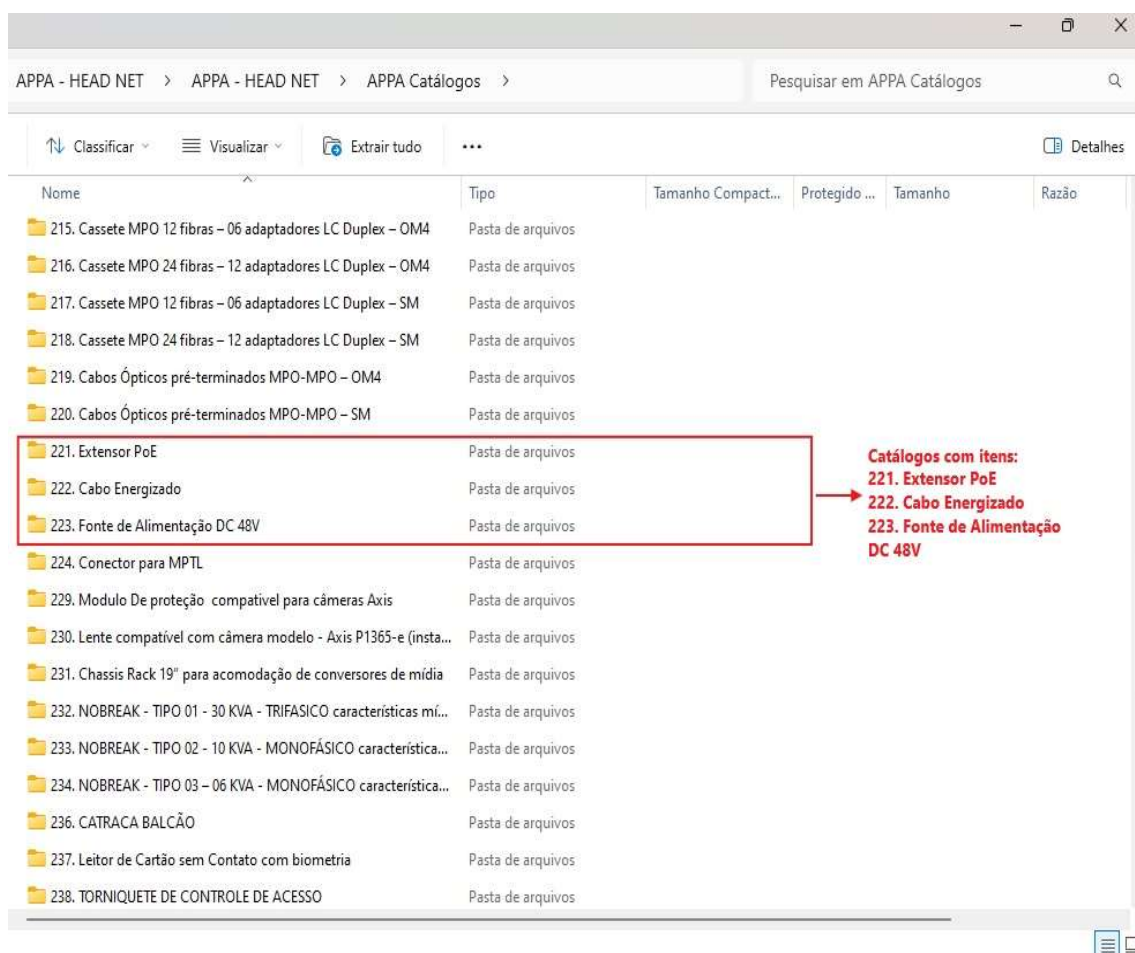 APPA - HEAD NET > APPA - HEAD NET > APPA Catálogos >
Pesquisar em APPA Catálogos
Classificar
Visualizar
Extrair tudo
...
Detalhes
Nome Tipo Tamanho Compact... Protegido ... Tamanho Razão
215. Cassete MPO 12 fibras – 06 adaptadores LC Duplex – OM4 Pasta de arquivos
216. Cassete MPO 24 fibras – 12 adaptadores LC Duplex – OM4 Pasta de arquivos
217. Cassete MPO 12 fibras – 06 adaptadores LC Duplex – SM Pasta de arquivos
218. Cassete MPO 24 fibras – 12 adaptadores LC Duplex – SM Pasta de arquivos
219. Cabos Ópticos pré-terminados MPO-MPO – OM4 Pasta de arquivos
220. Cabos Ópticos pré-terminados MPO-MPO – SM Pasta de arquivos
221. Extensor PoE Pasta de arquivos
222. Cabo Energizado Pasta de arquivos
223. Fonte de Alimentação DC 48V Pasta de arquivos
Catálogos com itens:
221. Extensor PoE
222. Cabo Energizado
223. Fonte de Alimentação
DC 48V
224. Conector para MPTL Pasta de arquivos
229. Modulo De proteção compativel para câmeras Axis Pasta de arquivos
230. Lente compatível com câmera modelo - Axis P1365-e (insta... Pasta de arquivos
231. Chassis Rack 19" para acomodação de conversores de mídia Pasta de arquivos
232. NOBREAK - TIPO 01 - 30 KVA - TRIFASICO características mí... Pasta de arquivos
233. NOBREAK - TIPO 02 - 10 KVA - MONOFÁSICO característica... Pasta de arquivos
234. NOBREAK - TIPO 03 – 06 KVA - MONOFÁSICO característica... Pasta de arquivos
236. CATRACA BALCÃO Pasta de arquivos
237. Leitor de Cartão sem Contato com biometria Pasta de arquivos
238. TORNIQUETE DE CONTROLE DE ACESSO Pasta de arquivos